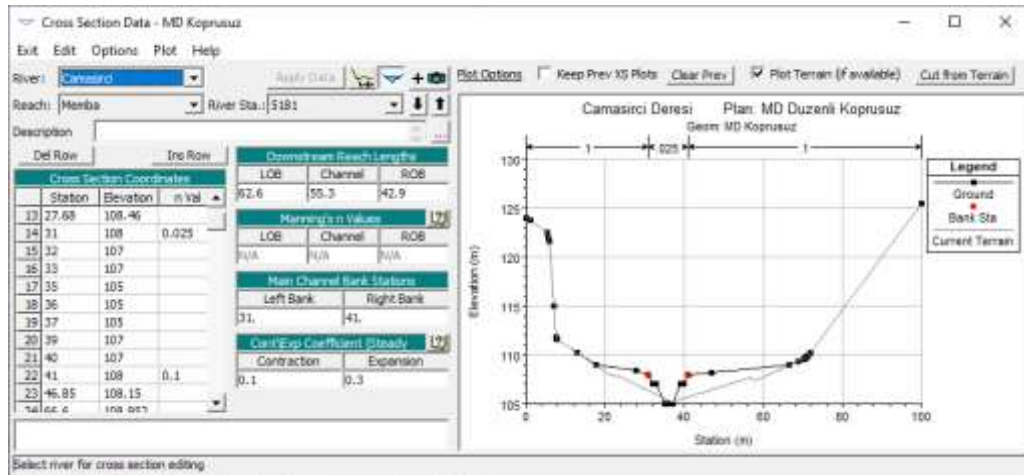 Cross Section Data - MD Koprusuz
Exit Edit Options Plot Help
River: Camasirci Apply Data Plot Options Keep Prev XS Plots Clear Prev Plot Terrain (if available) Cut from Terrain
Reach: Memba River Sta.: 5181
Description ...
Del Row Ins Row
Cross Section Coordinates
Station Elevation n Val
13 27.68 108.46
14 31 108 0.025
15 32 107
16 33 107
17 35 105
18 36 105
19 37 105
20 39 107
21 40 107
22 41 108 0.1
23 46.85 108.15
24 66.6 108.952
Downstream Reach Lengths
LOB Channel ROB
62.6 55.3 42.9
Manning's n Values
LOB Channel ROB
N/A N/A N/A
Main Channel Bank Stations
Left Bank Right Bank
31. 41.
Cont\Exp Coefficient (Steady
Contraction Expansion
0.1 0.3
Camasirci Deresi Plan: MD Duzenli Koprusuz
Geom: MD Koprusuz
.1 .025 .1
Elevation (m)
130
125
120
115
110
105
0 20 40 60 80 100
Station (m)
Legend
Ground
Bank Sta
Current Terrain
Select river for cross section editing